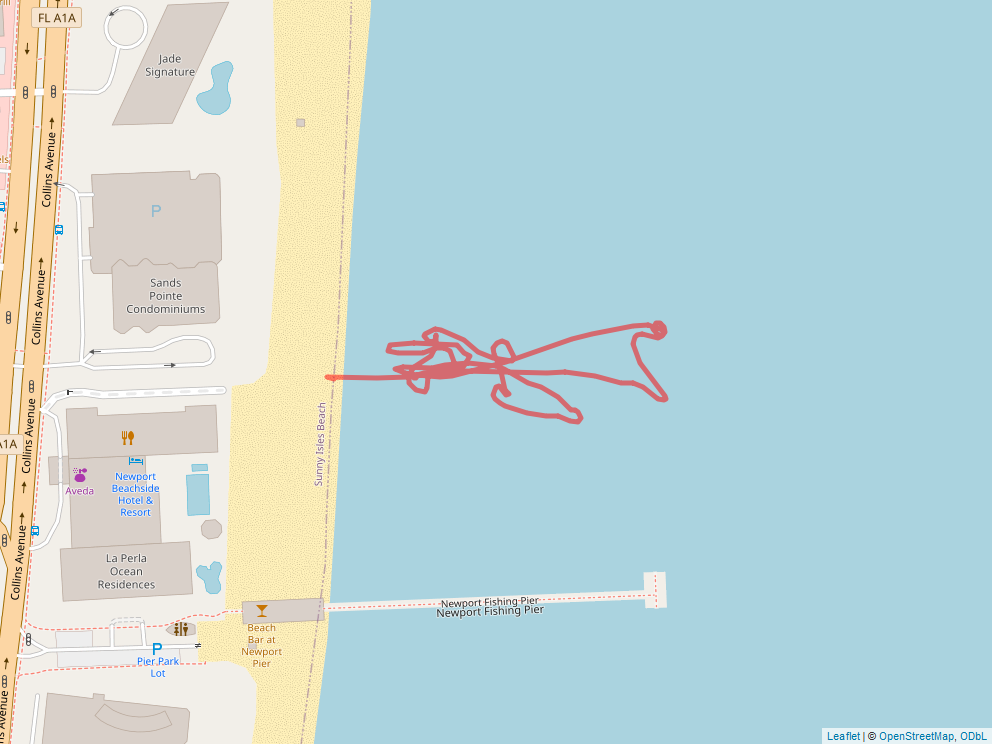 FL A1A
Jade
Signature
Collins Avenue
P
Collins Avenue
Sands
Pointe
Condominiums
Collins Avenue
Collins Avenue
Sunny Isles Beach
Aveda
Newport
Beachside
Hotel &
Resort
Collins Avenue
La Perla
Ocean
Residences
Newport Fishing Pier
Newport Fishing Pier
Beach
Bar at
Newport
Pier
P
Pier Park
Lot
Leaflet | © OpenStreetMap, ODbL